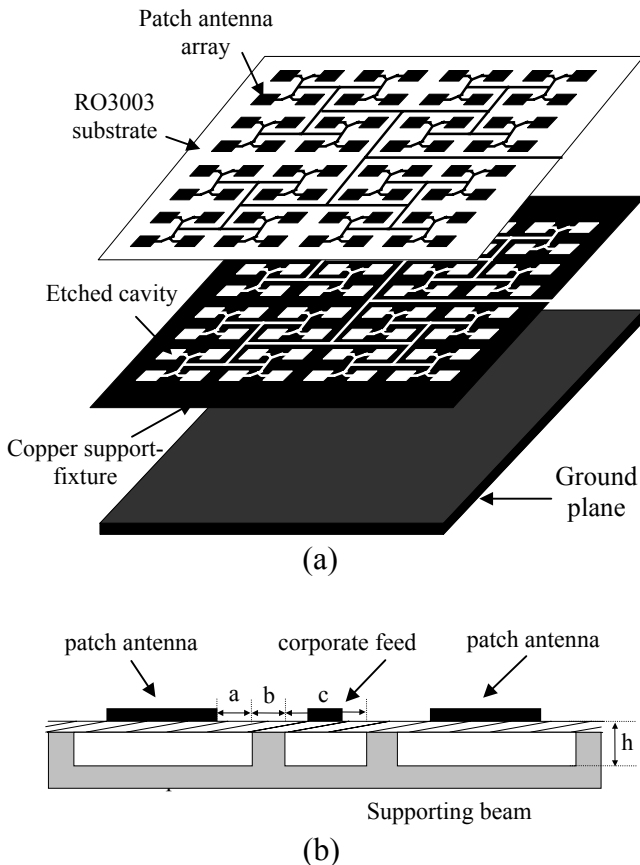 Patch antenna
array
RO3003
substrate
Etched cavity
Copper support-
fixture
Ground
plane
(a)
patch antenna
corporate feed
patch antenna
a
b
c
h
Supporting beam
(b)